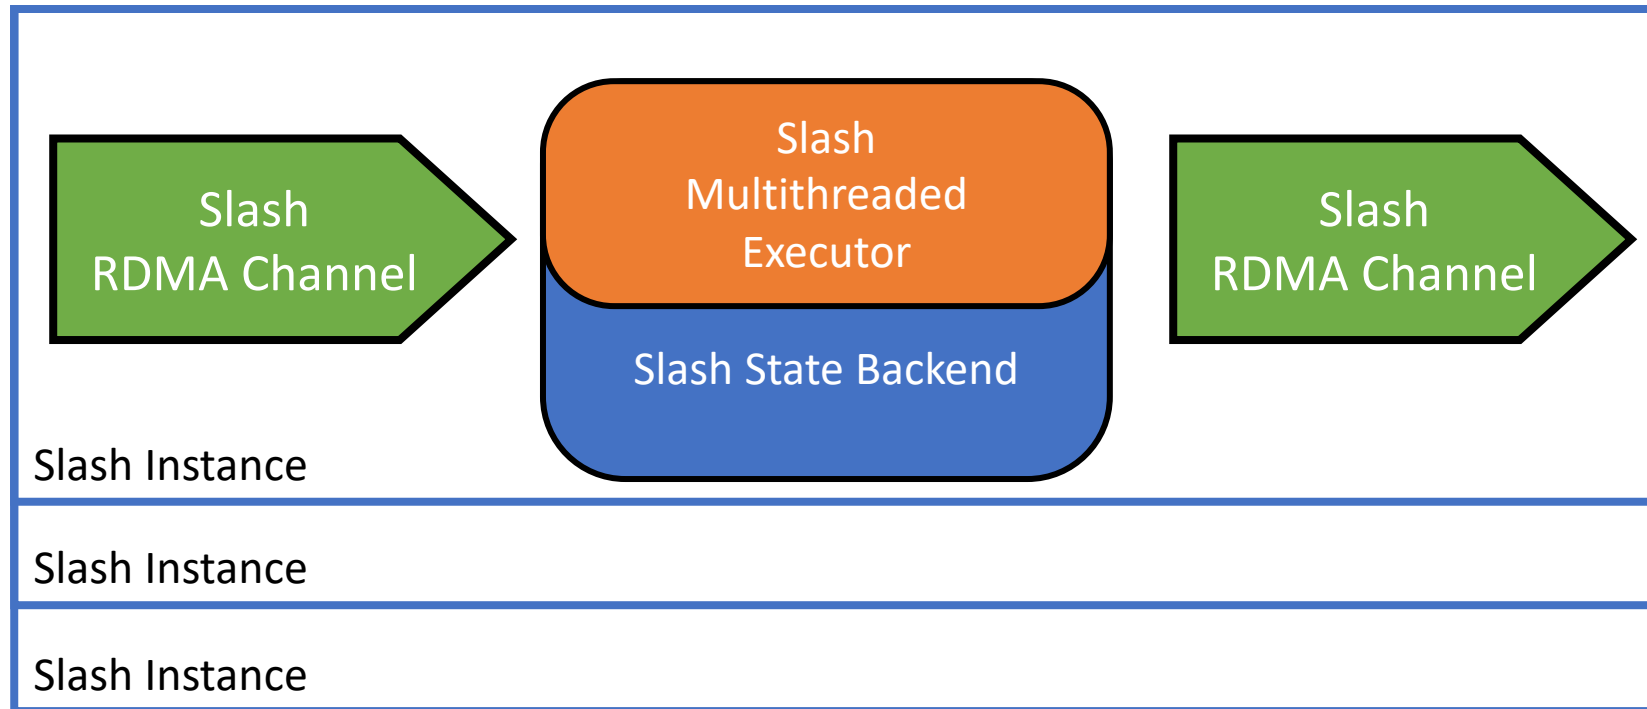 Slash
RDMA Channel
Slash
Multithreaded
Executor
Slash State Backend
Slash
RDMA Channel
Slash Instance
Slash Instance
Slash Instance